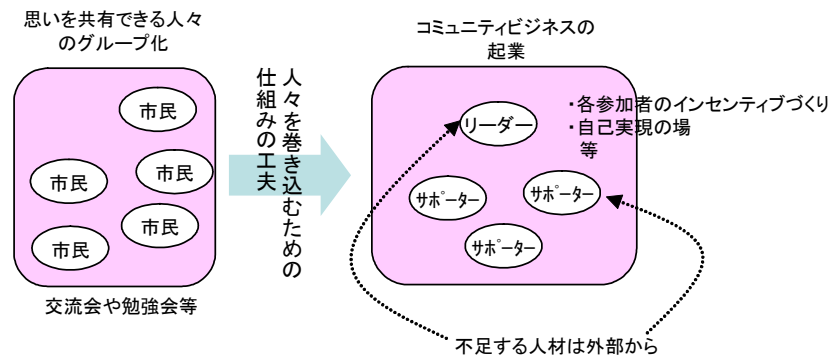 思いを共有できる人々
のグループ化
市民
市民
市民
市民
市民
交流会や勉強会等
人々を巻き込むための
仕組みの工夫
コミュニティビジネスの
起業
リーダー
サポーター
サポーター
サポーター
・各参加者のインセンティブづくり
・自己実現の場
等
不足する人材は外部から